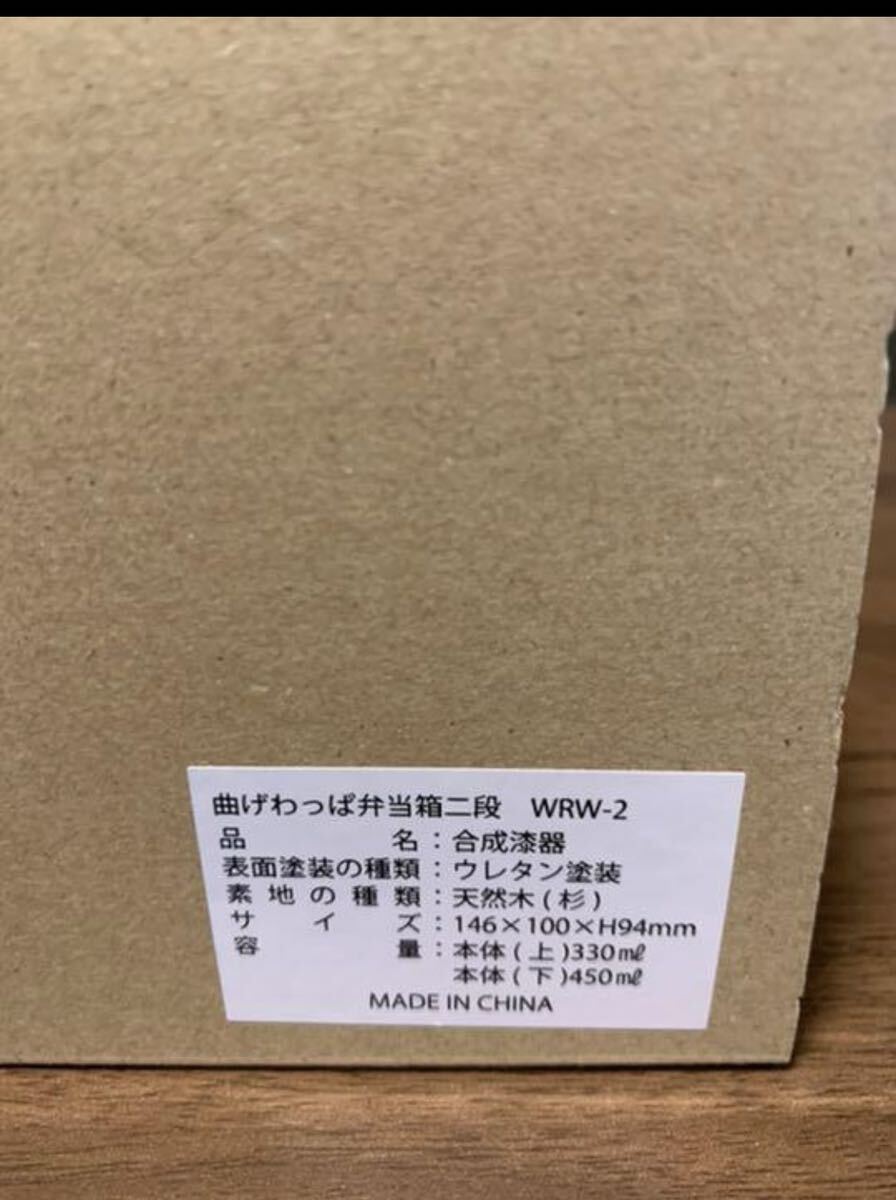 曲げわっぱ弁当箱二段　WRW-2
品名：合成漆器
表面塗装の種類：ウレタン塗装
素地の種類：天然木(杉)
サイズ：146×100×H94mm
容量：本体(上)330㎖
本体(下)450㎖
MADE IN CHINA